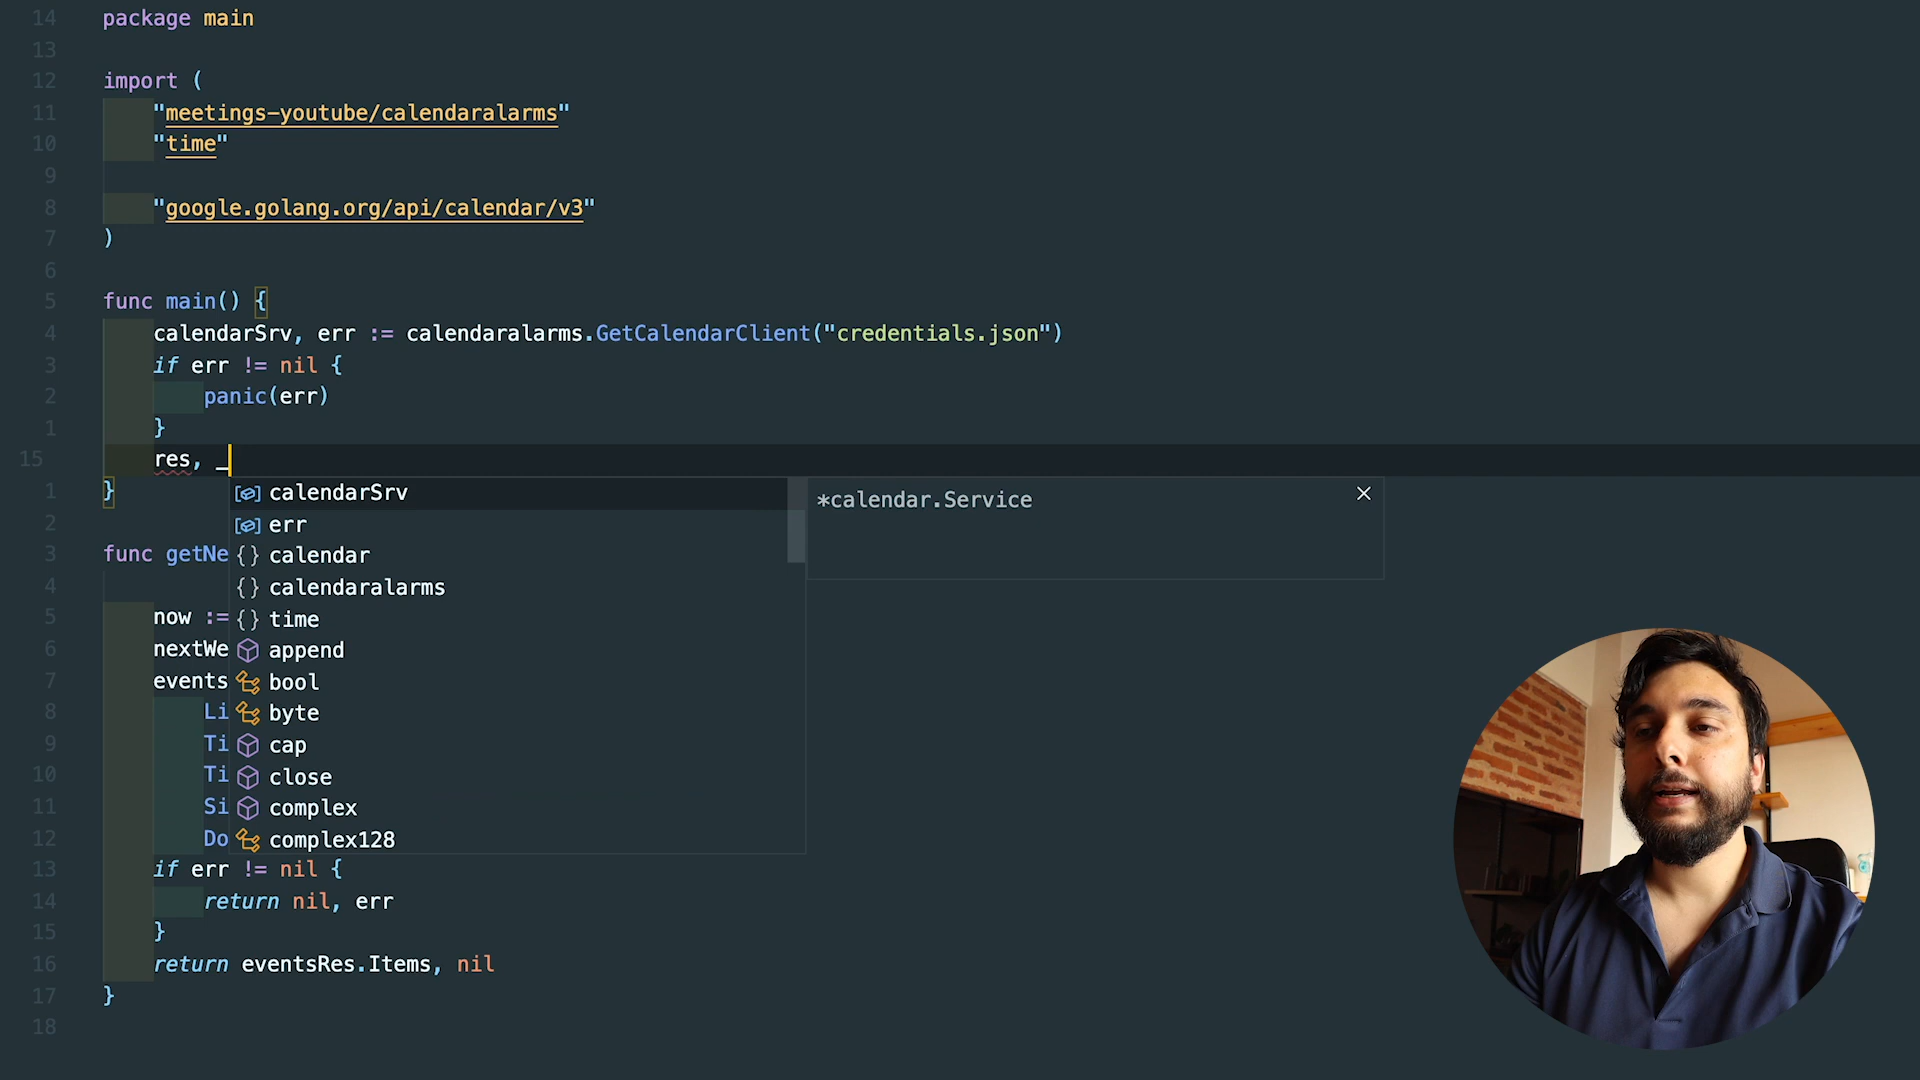 14 package main
13
12 import (
11 "meetings-youtube/calendaralarms"
10 "time"
9
8 "google.golang.org/api/calendar/v3"
7 )
6
5 func main() {
4 calendarSrv, err := calendaralarms.GetCalendarClient("credentials.json")
3 if err != nil {
2 panic(err)
1 }
15 res, _
1 }
calendarSrv
*calendar.Service
2
err
3 func getNe
calendar
4
calendaralarms
5 now :=
time
6 nextWe
append
7 events
bool
8 Li
byte
9 Ti
cap
10 Ti
close
11 Si
complex
12 Do
complex128
13 if err != nil {
14 return nil, err
15 }
16 return eventsRes.Items, nil
17 }
18